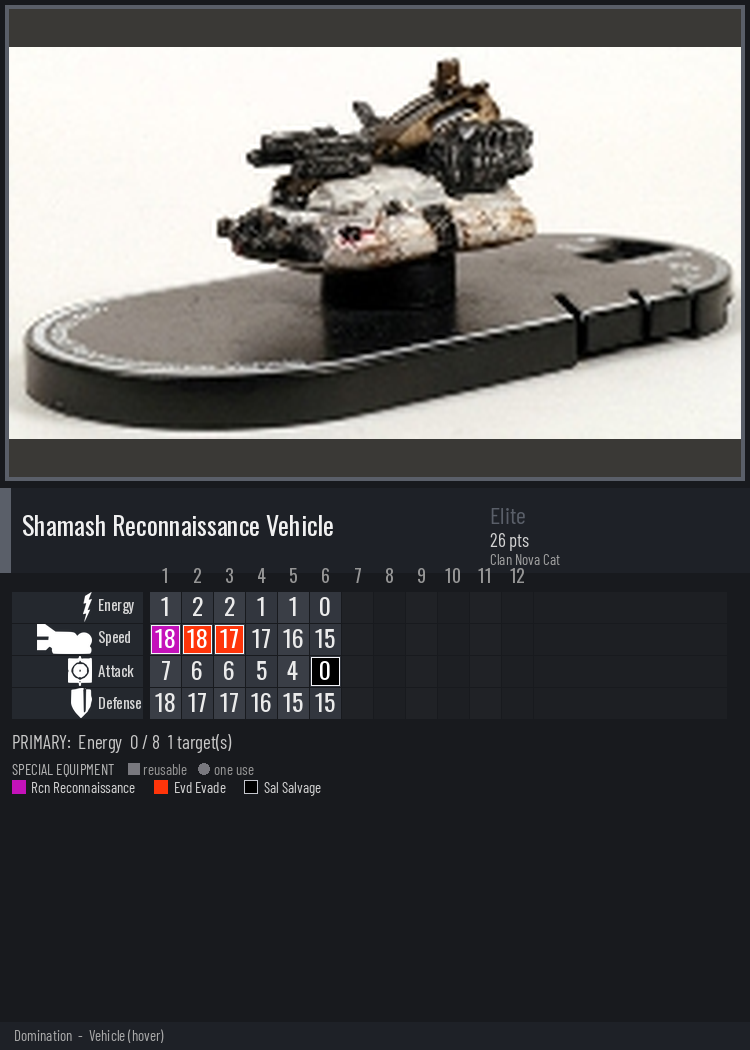 Shamash Reconnaissance Vehicle
Elite
26 pts
Clan Nova Cat
1 2 3 4 5 6 7 8 9 10 11 12
Energy 1 2 2 1 1 0
Speed 18 18 17 17 16 15
Attack 7 6 6 5 4 0
Defense 18 17 17 16 15 15
PRIMARY: Energy 0 / 8 1 target(s)
SPECIAL EQUIPMENT reusable one use
Rcn Reconnaissance Evd Evade Sal Salvage
Domination - Vehicle (hover)